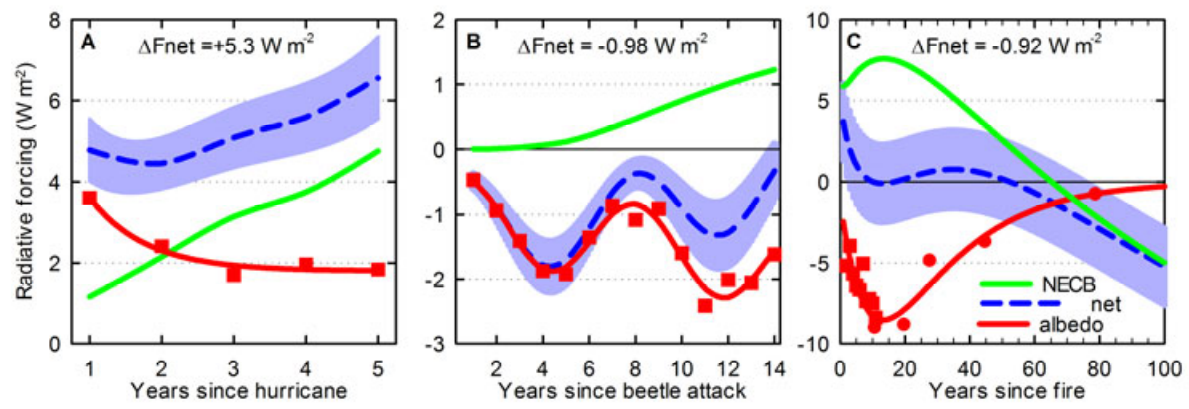 Radiative forcing (W m²)
A
ΔFnet =+5.3 W m⁻²
8
6
4
2
0
1
2
3
4
5
Years since hurricane
B
ΔFnet = -0.98 W m⁻²
2
1
0
-1
-2
-3
2
4
6
8
10
12
14
Years since beetle attack
C
ΔFnet = -0.92 W m⁻²
10
5
0
-5
-10
0
20
40
60
80
100
Years since fire
NECB
net
albedo